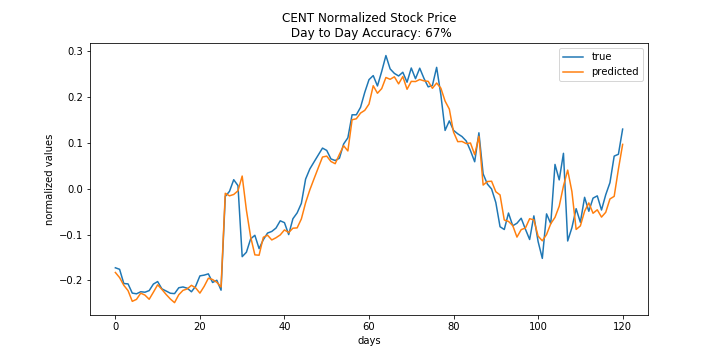 CENT Normalized Stock Price
Day to Day Accuracy: 67%
true
predicted
normalized values
0.3
0.2
0.1
0.0
−0.1
−0.2
0
20
40
60
80
100
120
days